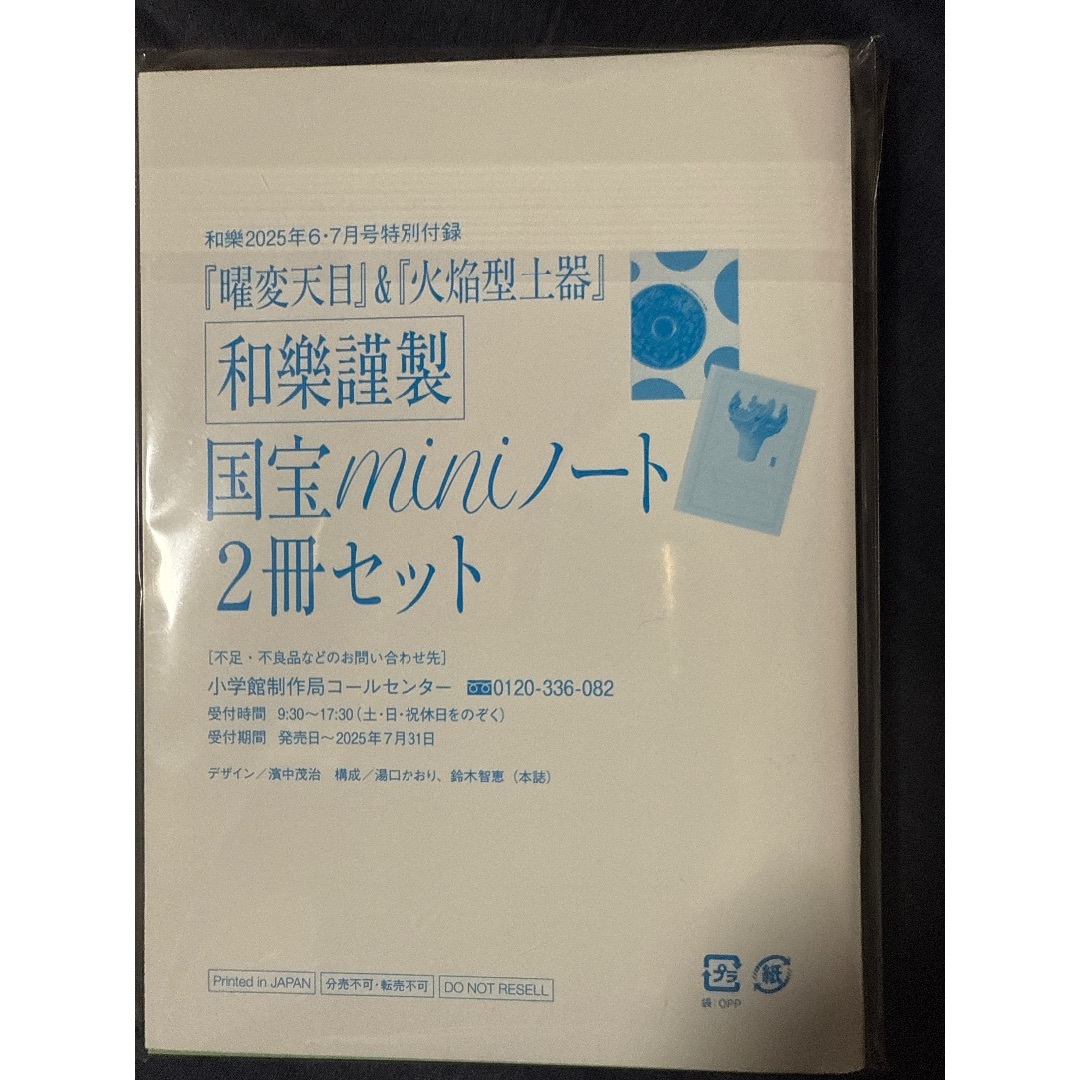 和樂2025年6・7月号特別付録
『曜変天目』&『火焔型土器』
和樂謹製
国宝miniノート
2冊セット
[不足・不良品などのお問い合わせ先]
小学館制作局コールセンター 0120-336-082
受付時間 9:30〜17:30(土・日・祝休日をのぞく)
受付期間 発売日〜2025年7月31日
デザイン/濱中茂治 構成/湯口かおり、鈴木智恵(本誌)
Printed in JAPAN 分売不可・転売不可 DO NOT RESELL
プラ 紙
袋:OPP